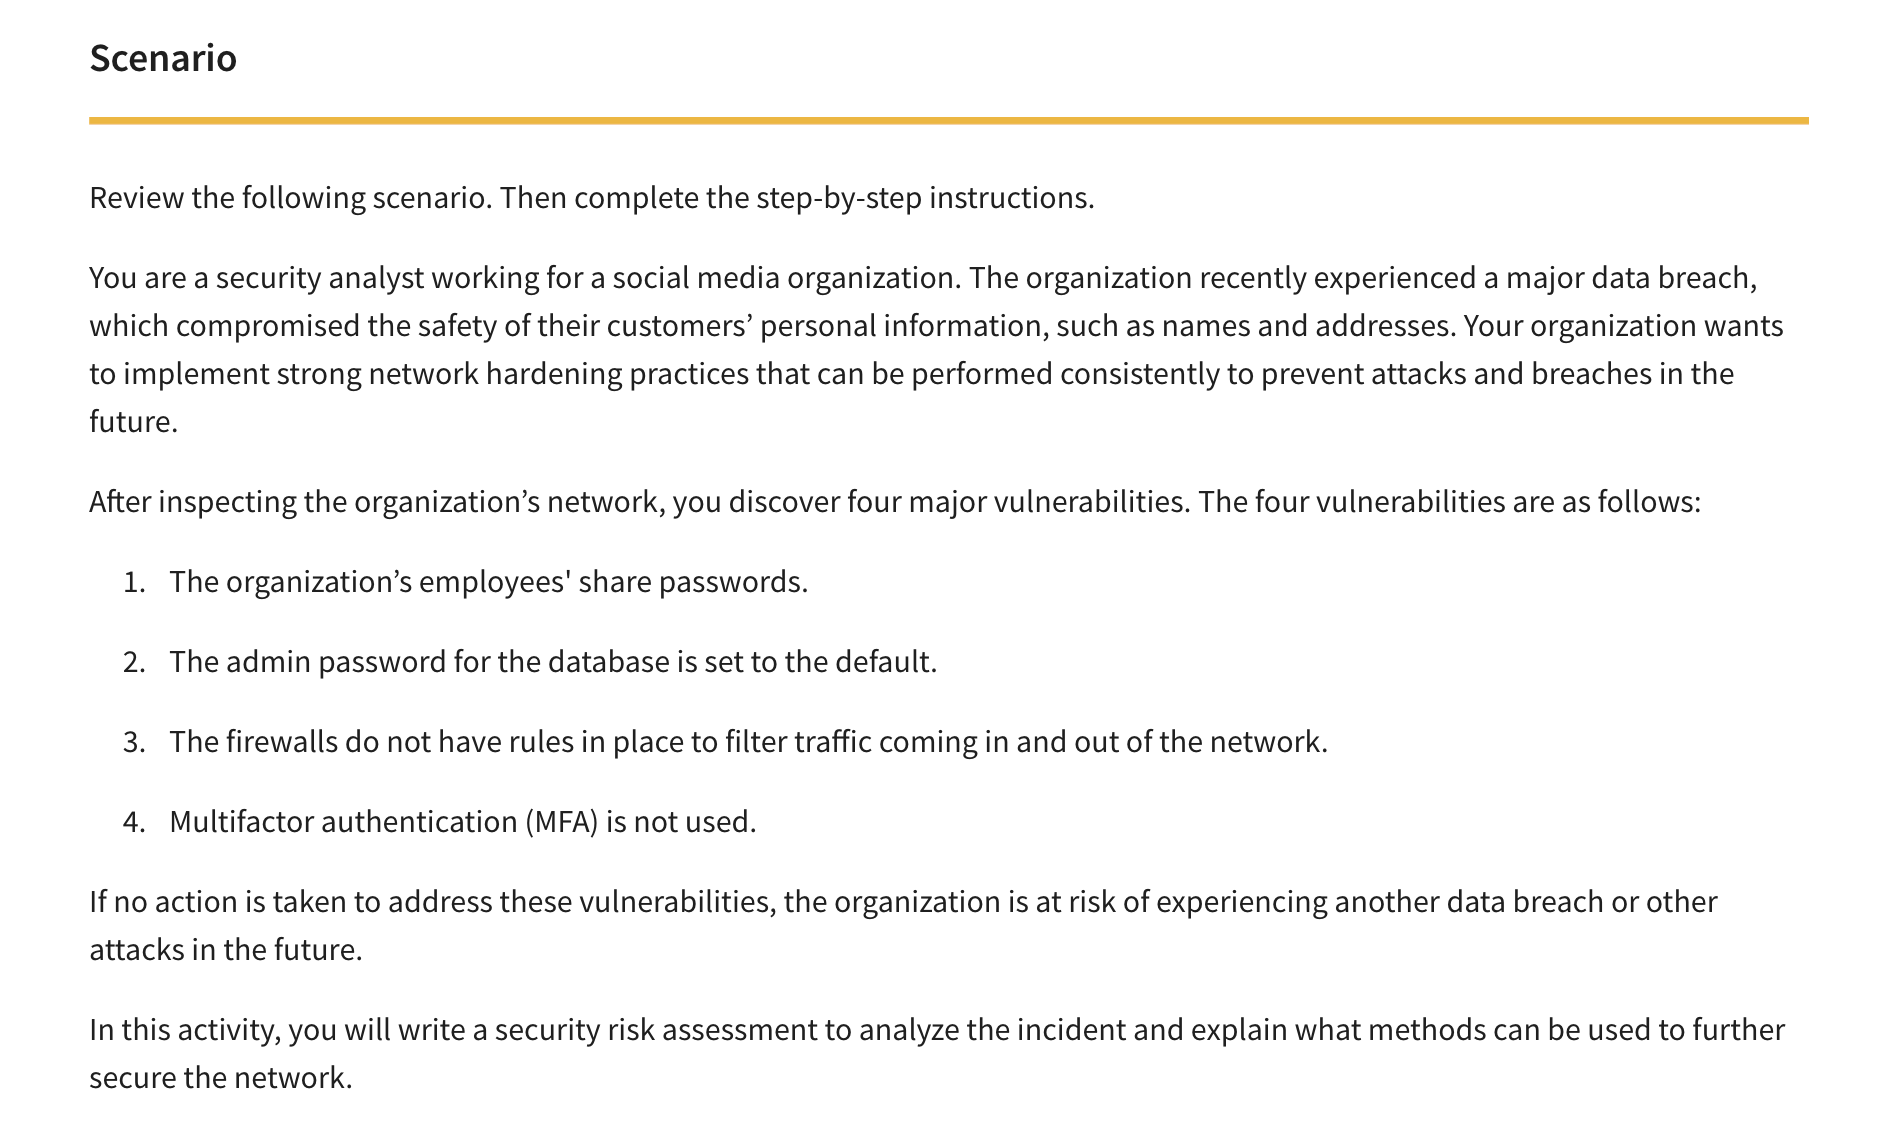 Scenario
Review the following scenario. Then complete the step-by-step instructions.
You are a security analyst working for a social media organization. The organization recently experienced a major data breach,
which compromised the safety of their customers’ personal information, such as names and addresses. Your organization wants
to implement strong network hardening practices that can be performed consistently to prevent attacks and breaches in the
future.
After inspecting the organization’s network, you discover four major vulnerabilities. The four vulnerabilities are as follows:
1. The organization’s employees' share passwords.
2. The admin password for the database is set to the default.
3. The firewalls do not have rules in place to filter traffic coming in and out of the network.
4. Multifactor authentication (MFA) is not used.
If no action is taken to address these vulnerabilities, the organization is at risk of experiencing another data breach or other
attacks in the future.
In this activity, you will write a security risk assessment to analyze the incident and explain what methods can be used to further
secure the network.